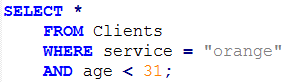 SELECT *
FROM Clients
WHERE service = "orange"
AND age < 31;